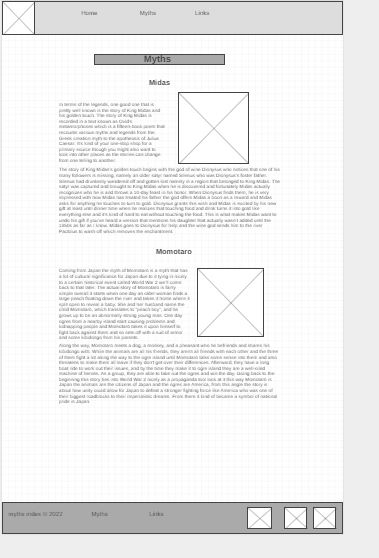 Home Myths Links
Myths
Midas
in terms of the legends, one good one that is
pretty well known is the story of King Midas and
his golden touch. The story of King Midas is
recorded in a text known as Ovid's
metamorphoses which is a fifteen-book poem that
recounts various myths and legends from the
Greek creation myth to the apotheosis of Julius
Caesar. It's kind of your one-stop shop for a
primary source though you might also want to
look into other places as the stories can change
from one telling to another.
The story of King Midas's golden touch begins with the god of wine Dionysus who notices that one of his
many followers is missing, namely an older satyr named Silenus who was Dionysus's foster father.
Silenus had drunkenly wandered off and gotten lost namely in a region that belonged to King Midas. The
satyr was captured and brought to King Midas when he is discovered and fortunately Midas actually
recognizes who he is and throws a 10-day feast in his honor. When Dionysus finds them, he is very
impressed with how Midas has treated his father the god offers Midas a boon as a reward and Midas
asks for anything he touches to turn to gold. Dionysus grants this wish and Midas is excited by his new
gift at least until dinner time when he realizes that touching food and drink turns it into gold like
everything else and it's kind of hard to eat without touching the food. This is what makes Midas want to
undo his gift if you've heard a version that mentions his daughter that actually wasn't added until the
1850s as far as I know. Midas goes to Dionysus for help and the wine god sends him to the river
Pactolus to wash off which removes the enchantment.
Momotaro
Coming from Japan the myth of Momotaro is a myth that has
a lot of cultural significance for Japan due to it tying in nicely
to a certain historical event called World War 2 we'll come
back to that later. The actual story of Momotaro is fairly
simple overall it starts when one day an older woman finds a
large peach floating down the river and takes it home where it
split open to reveal a baby. She and her husband name the
child Momotaro, which translates to "peach boy", and he
grows up to be an abnormally strong young man. One day
ogres from a nearby island start causing problems and
kidnapping people and Momotaro takes it upon himself to
fight back against them and so sets off with a suit of armor
and some kindlings from his parents.
Along the way, Momotaro meets a dog, a monkey, and a pheasant who he befriends and shares his
kindlings with. While the animals are all his friends, they aren't all friends with each other and the three
of them fight a lot along the way to the ogre island until Momotaro talks some sense into them and also
threatens to make them all leave if they don't get over their differences. Afterward, they have a long
boat ride to work out their issues, and by the time they make it to ogre island they are a well-oiled
machine of heroes. As a group, they are able to take out the ogres and win the day. Going back to the
beginning this story ties into World War 2 nicely as a propaganda tool look at it this way Momotaro is
Japan the animals are the citizens of Japan and the ogres are America, from this angle the story is
about how unity could allow for Japan to defeat a stronger fighting force like America who was one of
their biggest roadblocks to their imperialistic dreams. From there it kind of became a symbol of national
pride in Japan.
myths miles © 2022 Myths Links